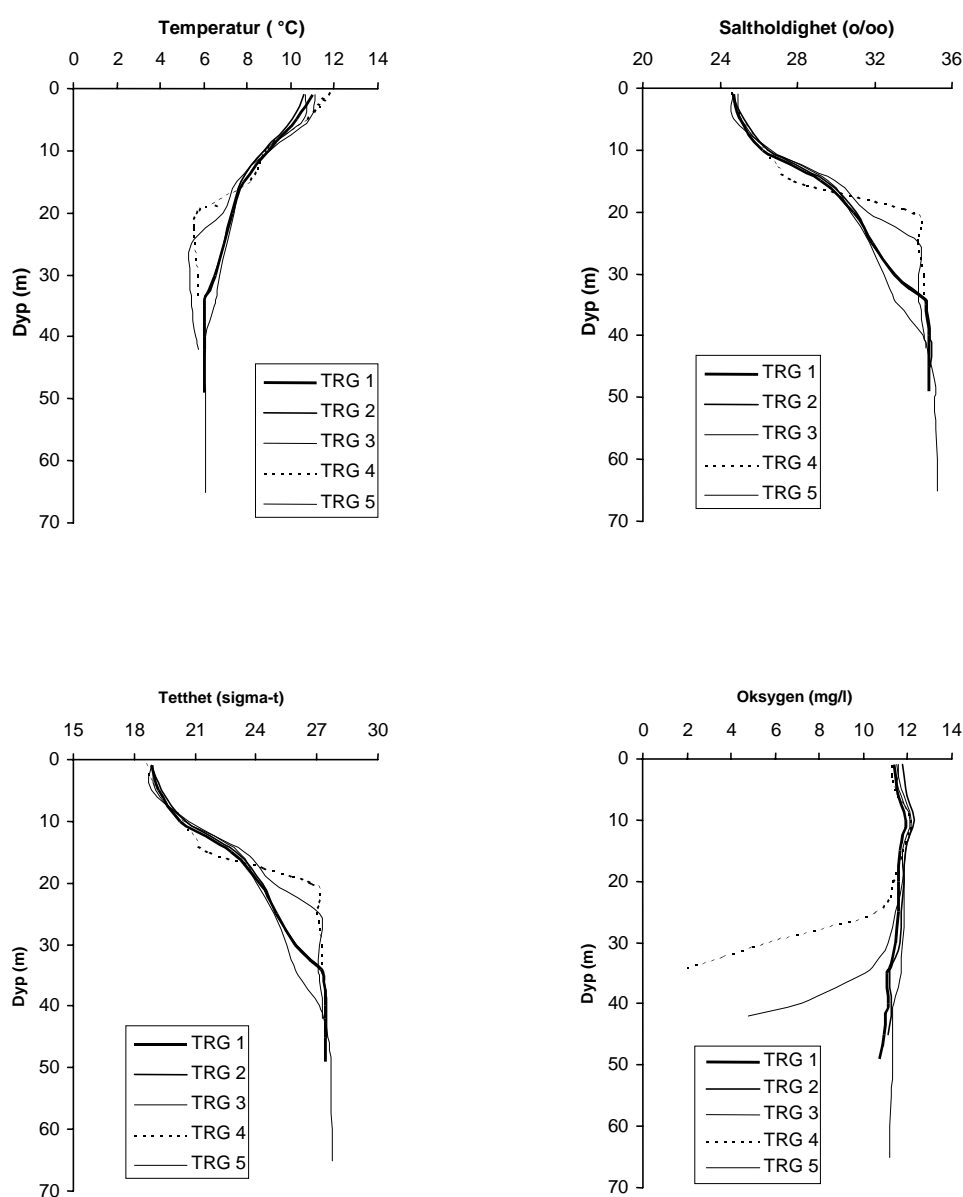 Temperatur ( °C)
0 2 4 6 8 10 12 14
0
10
20
30
40
50
60
70
Dyp (m)
TRG 1
TRG 2
TRG 3
TRG 4
TRG 5
Saltholdighet (o/oo)
20 24 28 32 36
0
10
20
30
40
50
60
70
Dyp (m)
TRG 1
TRG 2
TRG 3
TRG 4
TRG 5
Tetthet (sigma-t)
15 18 21 24 27 30
0
10
20
30
40
50
60
70
Dyp (m)
TRG 1
TRG 2
TRG 3
TRG 4
TRG 5
Oksygen (mg/l)
0 2 4 6 8 10 12 14
0
10
20
30
40
50
60
70
Dyp (m)
TRG 1
TRG 2
TRG 3
TRG 4
TRG 5